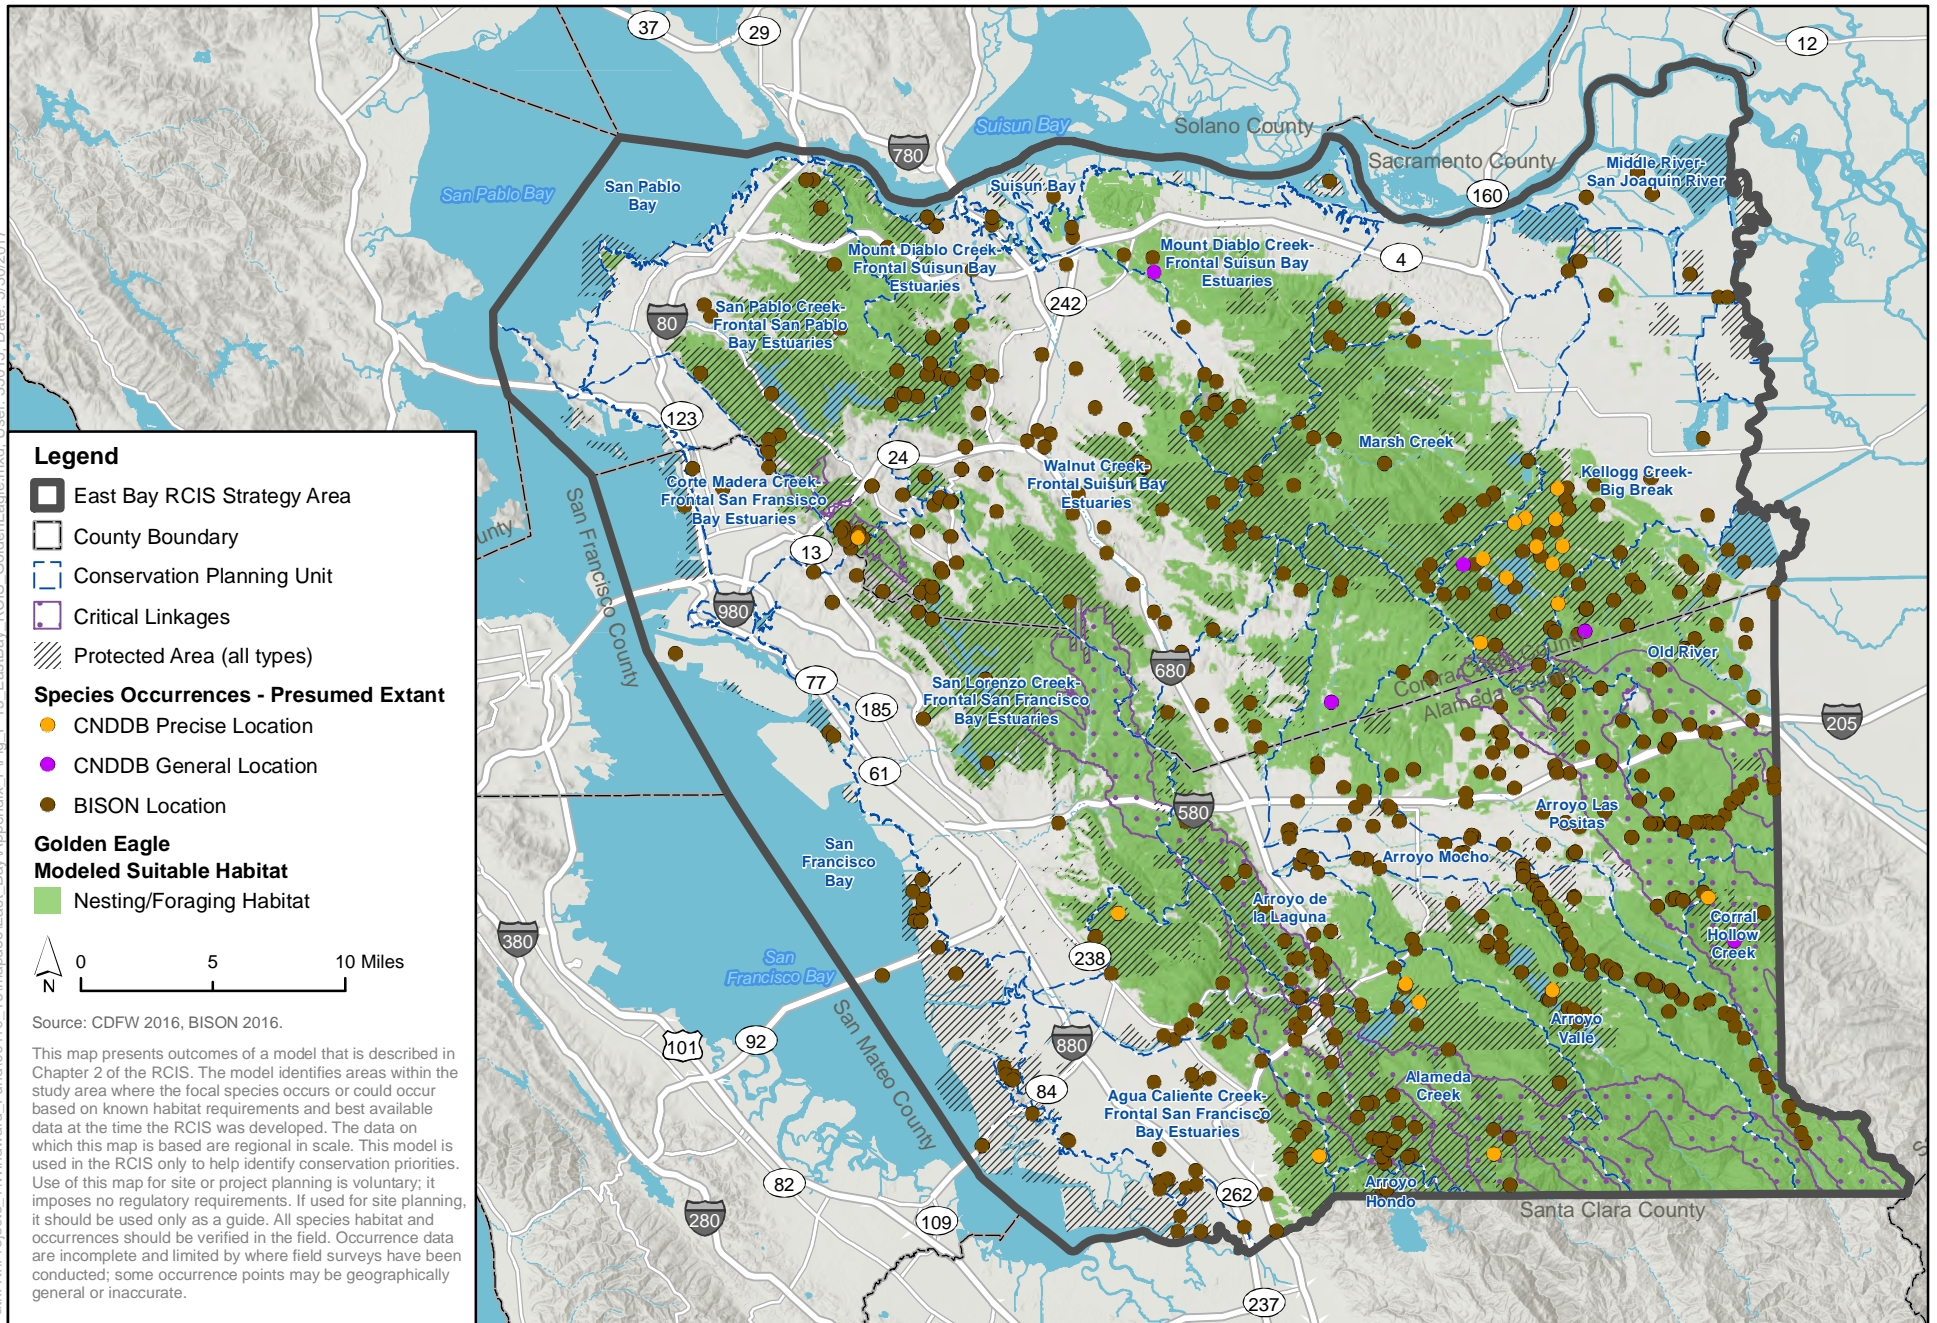 37
29
12
780
Suisun Bay
Solano County
Sacramento County
160
Middle River-
San Joaquin River
San Pablo Bay
San Pablo
Bay
Suisun Bay
Mount Diablo Creek-
Frontal Suisun Bay
Estuaries
Mount Diablo Creek-
Frontal Suisun Bay
Estuaries
4
242
80
San Pablo Creek-
Frontal San Pablo
Bay Estuaries
123
24
Marsh Creek
Walnut Creek-
Frontal Suisun Bay
Estuaries
Kellogg Creek-
Big Break
Corte Madera Creek-
Frontal San Fransisco
Bay Estuaries
13
980
San Francisco County
unty
Contra Costa County
Alameda County
Old River
680
77
185
San Lorenzo Creek-
Frontal San Francisco
Bay Estuaries
205
61
580
Arroyo Las
Positas
Arroyo Mocho
San
Francisco
Bay
Arroyo de
la Laguna
Corral
Hollow
Creek
380
San
Francisco Bay
238
Arroyo
Valle
101
92
880
San Mateo County
84
Alameda
Creek
Agua Caliente Creek-
Frontal San Francisco
Bay Estuaries
82
280
109
262
Arroyo
Hondo
Santa Clara County
237
Legend
East Bay RCIS Strategy Area
County Boundary
Conservation Planning Unit
Critical Linkages
Protected Area (all types)
Species Occurrences - Presumed Extant
CNDDB Precise Location
CNDDB General Location
BISON Location
Golden Eagle
Modeled Suitable Habitat
Nesting/Foraging Habitat
N
0 5 10 Miles
Source: CDFW 2016, BISON 2016.
This map presents outcomes of a model that is described in
Chapter 2 of the RCIS. The model identifies areas within the
study area where the focal species occurs or could occur
based on known habitat requirements and best available
data at the time the RCIS was developed. The data on
which this map is based are regional in scale. This model is
used in the RCIS only to help identify conservation priorities.
Use of this map for site or project planning is voluntary; it
imposes no regulatory requirements. If used for site planning,
it should be used only as a guide. All species habitat and
occurrences should be verified in the field. Occurrence data
are incomplete and limited by where field surveys have been
conducted; some occurrence points may be geographically
general or inaccurate.